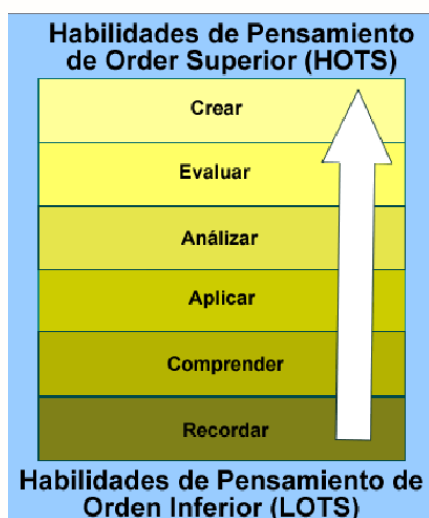 Habilidades de Pensamiento
de Order Superior (HOTS)
Crear
Evaluar
Análizar
Aplicar
Comprender
Recordar
Habilidades de Pensamiento de
Orden Inferior (LOTS)